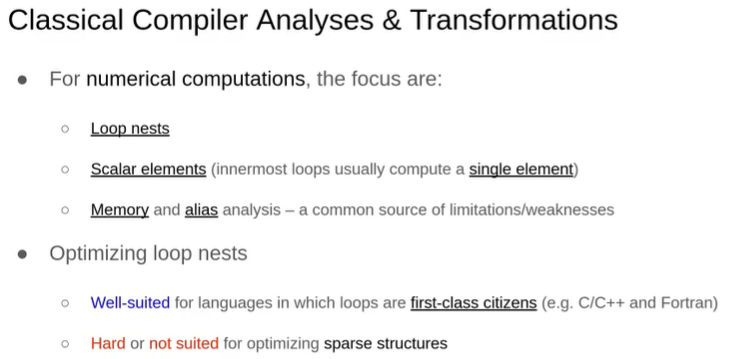 Classical Compiler Analyses & Transformations
● For numerical computations, the focus are:
○ Loop nests
○ Scalar elements (innermost loops usually compute a single element)
○ Memory and alias analysis – a common source of limitations/weaknesses
● Optimizing loop nests
○ Well-suited for languages in which loops are first-class citizens (e.g. C/C++ and Fortran)
○ Hard or not suited for optimizing sparse structures